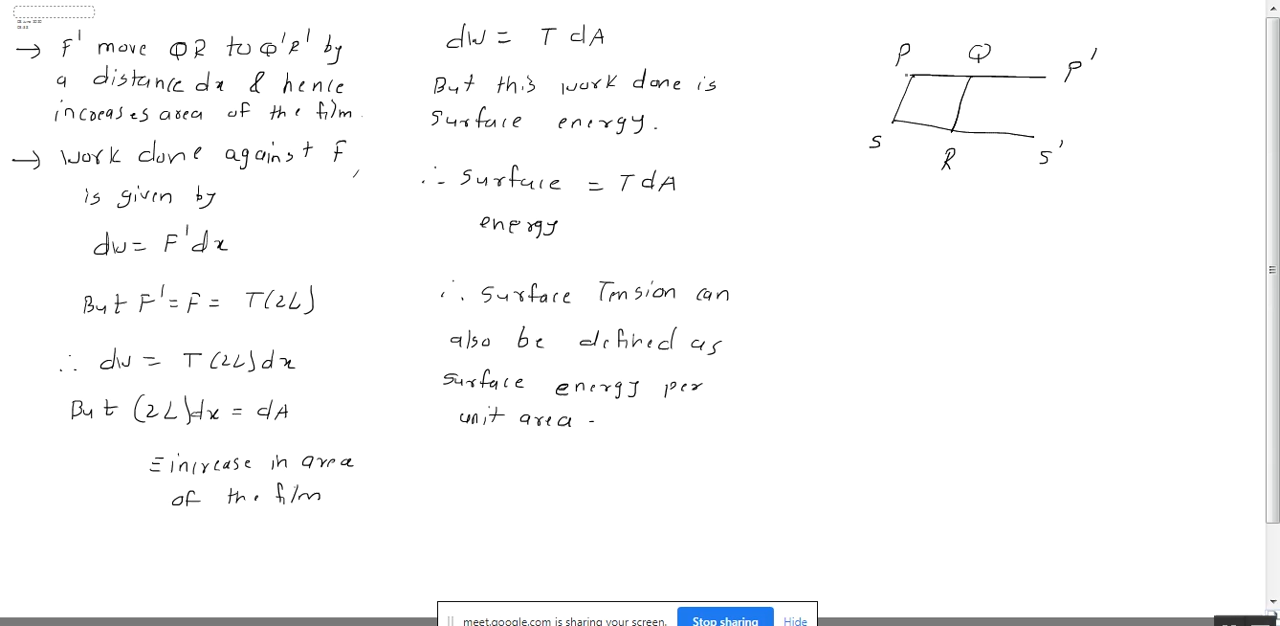 → F' move QR to Q'R' by
a distance dx & hence
increases area of the film.
→ Work done against F,
is given by
dw = F'dx
But F' = F = T(2L)
∴ dw = T(2L)dx
But (2L)dx = dA
= increase in area
of the film
dw = T dA
But this work done is
surface energy.
∴ Surface = T dA
energy
∴ Surface Tension can
also be defined as
surface energy per
unit area.
P Q P'
S R S'
meet.google.com is sharing your screen. Stop sharing Hide